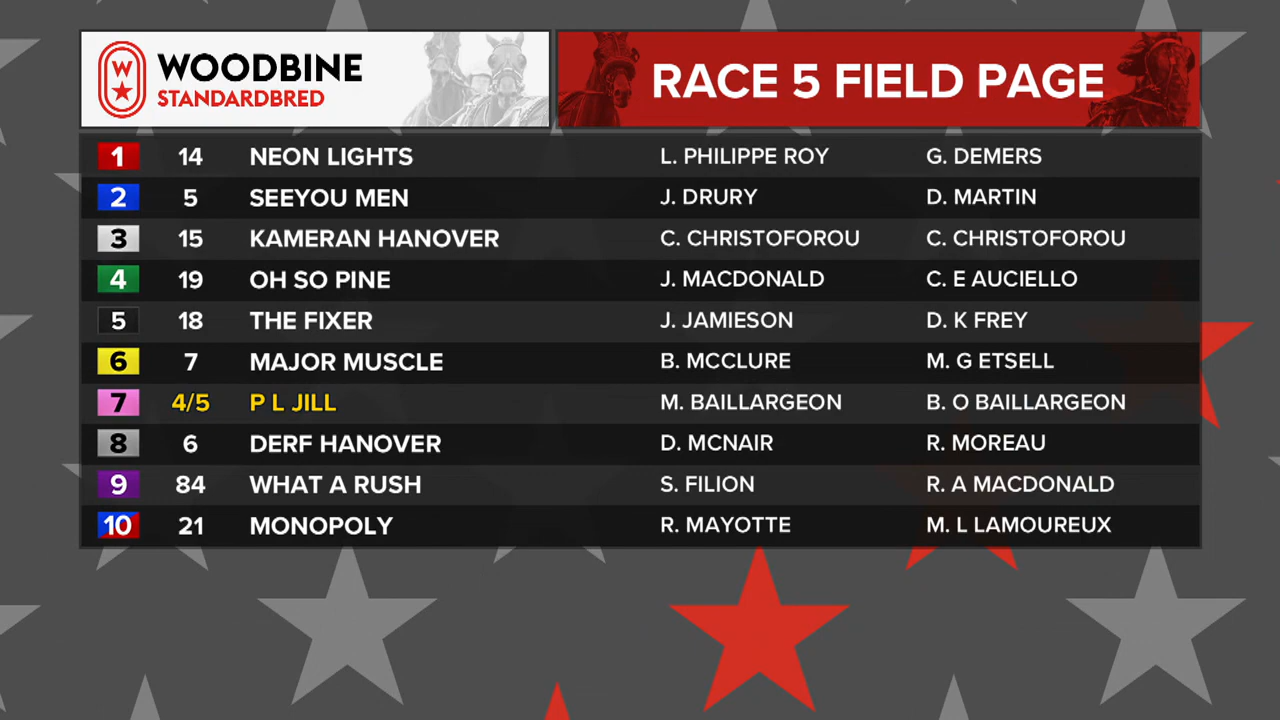 W
WOODBINE
STANDARDBRED
RACE 5 FIELD PAGE
1 14 NEON LIGHTS L. PHILIPPE ROY G. DEMERS
2 5 SEEYOU MEN J. DRURY D. MARTIN
3 15 KAMERAN HANOVER C. CHRISTOFOROU C. CHRISTOFOROU
4 19 OH SO PINE J. MACDONALD C. E AUCIELLO
5 18 THE FIXER J. JAMIESON D. K FREY
6 7 MAJOR MUSCLE B. MCCLURE M. G ETSELL
7 4/5 P L JILL M. BAILLARGEON B. O BAILLARGEON
8 6 DERF HANOVER D. MCNAIR R. MOREAU
9 84 WHAT A RUSH S. FILION R. A MACDONALD
10 21 MONOPOLY R. MAYOTTE M. L LAMOUREUX